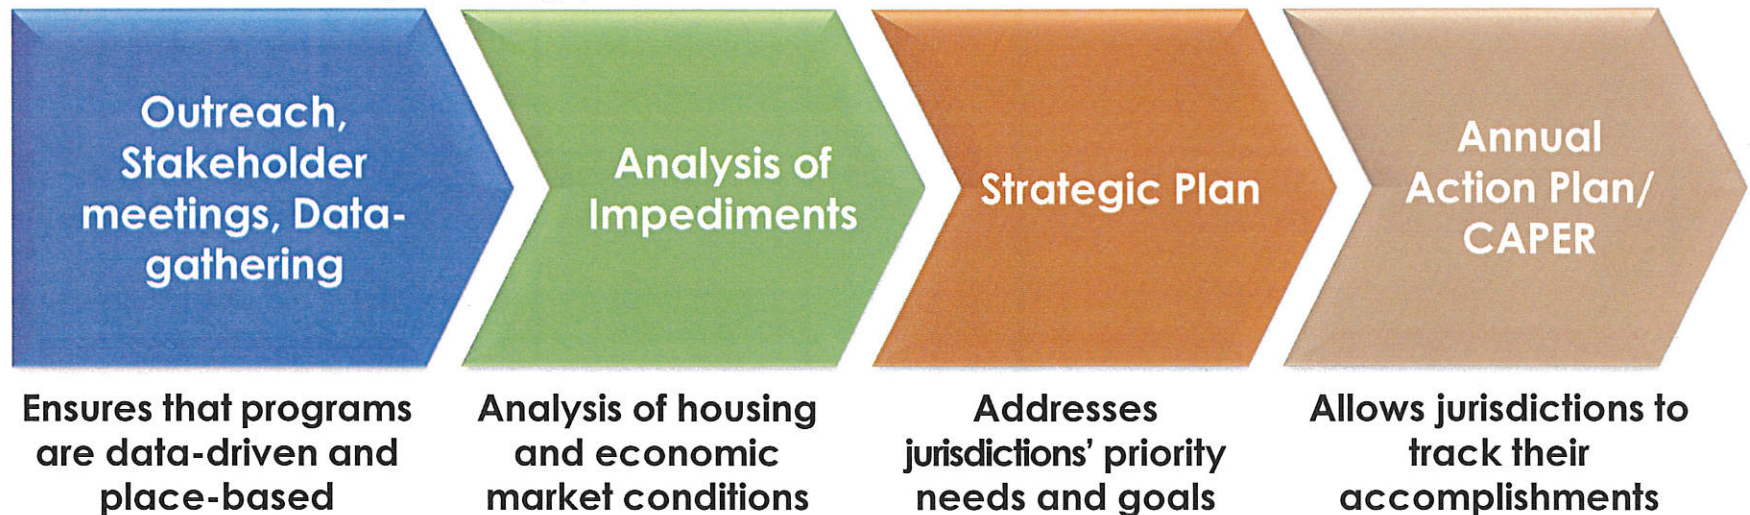 Outreach,
Stakeholder
meetings, Data-
gathering
Analysis of
Impediments
Strategic Plan
Annual
Action Plan/
CAPER
Ensures that programs
are data-driven and
place-based
Analysis of housing
and economic
market conditions
Addresses
jurisdictions’ priority
needs and goals
Allows jurisdictions to
track their
accomplishments